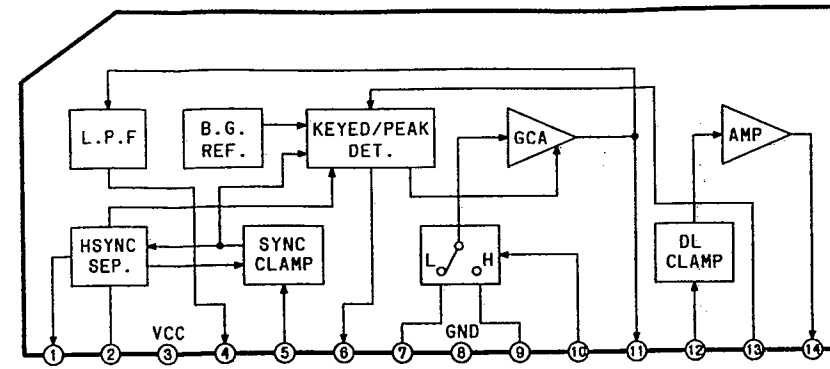 L.P.F
B.G.
REF.
KEYED/PEAK
DET.
GCA
AMP
HSYNC
SEP.
SYNC
CLAMP
L
H
DL
CLAMP
VCC
GND
1 2 3 4 5 6 7 8 9 10 11 12 13 14